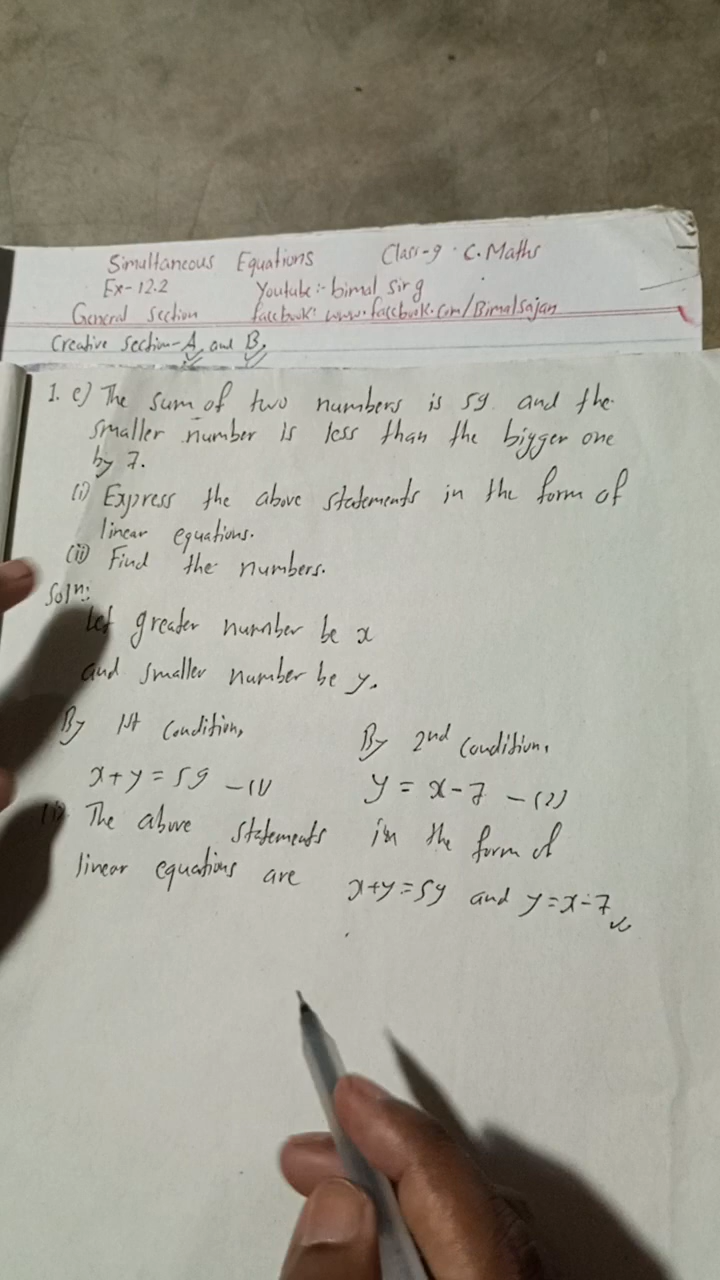 Simultaneous Equations Class-9. C. Maths
Ex-12.2 Youtube:- bimal sir g
General section facebook: www.facebook.com/Bimalsajan
Creative section-A, and B,
1. e) The sum of two numbers is 59 and the
smaller number is less than the bigger one
by 7.
(i) Express the above statements in the form of
linear equations.
(ii) Find the numbers.
Soln:
Let greater number be x
and smaller number be y.
By 1st condition, By 2nd condition,
x+y=59 -(1) y = x-7 -(2)
The above statements in the form of
linear equations are x+y=59 and y=x-7